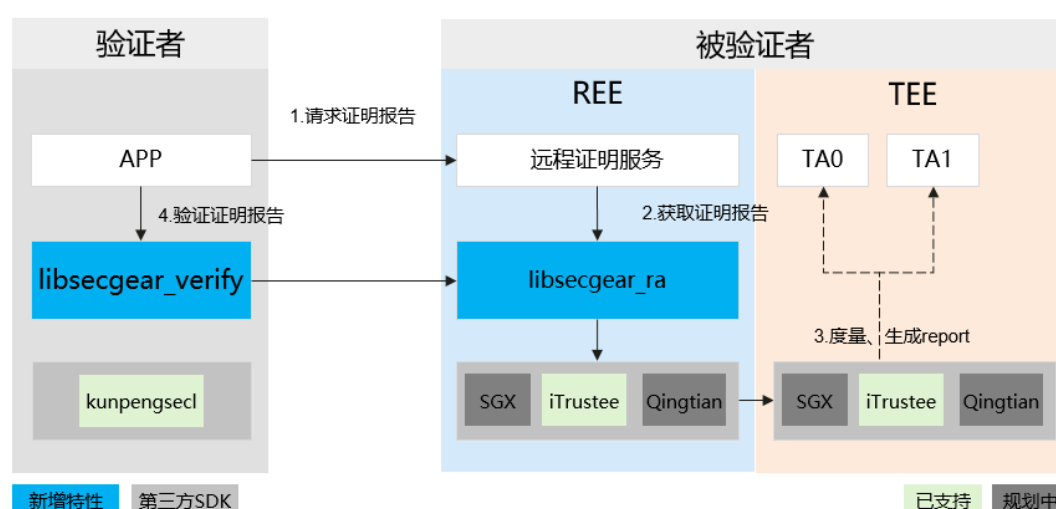 验证者
被验证者
REE
TEE
1.请求证明报告
APP
远程证明服务
TA0
TA1
4.验证证明报告
2.获取证明报告
libsecgear_verify
libsecgear_ra
3.度量、生成report
kunpengsecl
SGX
iTrustee
Qingtian
SGX
iTrustee
Qingtian
新增特性
第三方SDK
已支持
规划中